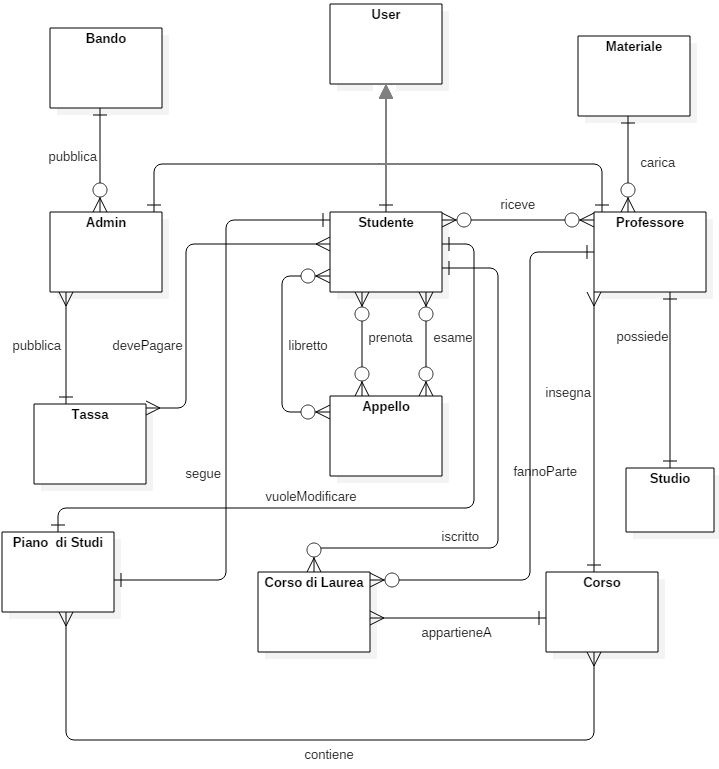 User
Bando
Materiale
pubblica
carica
riceve
Admin
Studente
Professore
pubblica
devePagare
libretto
prenota
esame
possiede
insegna
Tassa
Appello
segue
fannoParte
Studio
vuoleModificare
iscritto
Piano  di Studi
Corso di Laurea
Corso
appartieneA
contiene